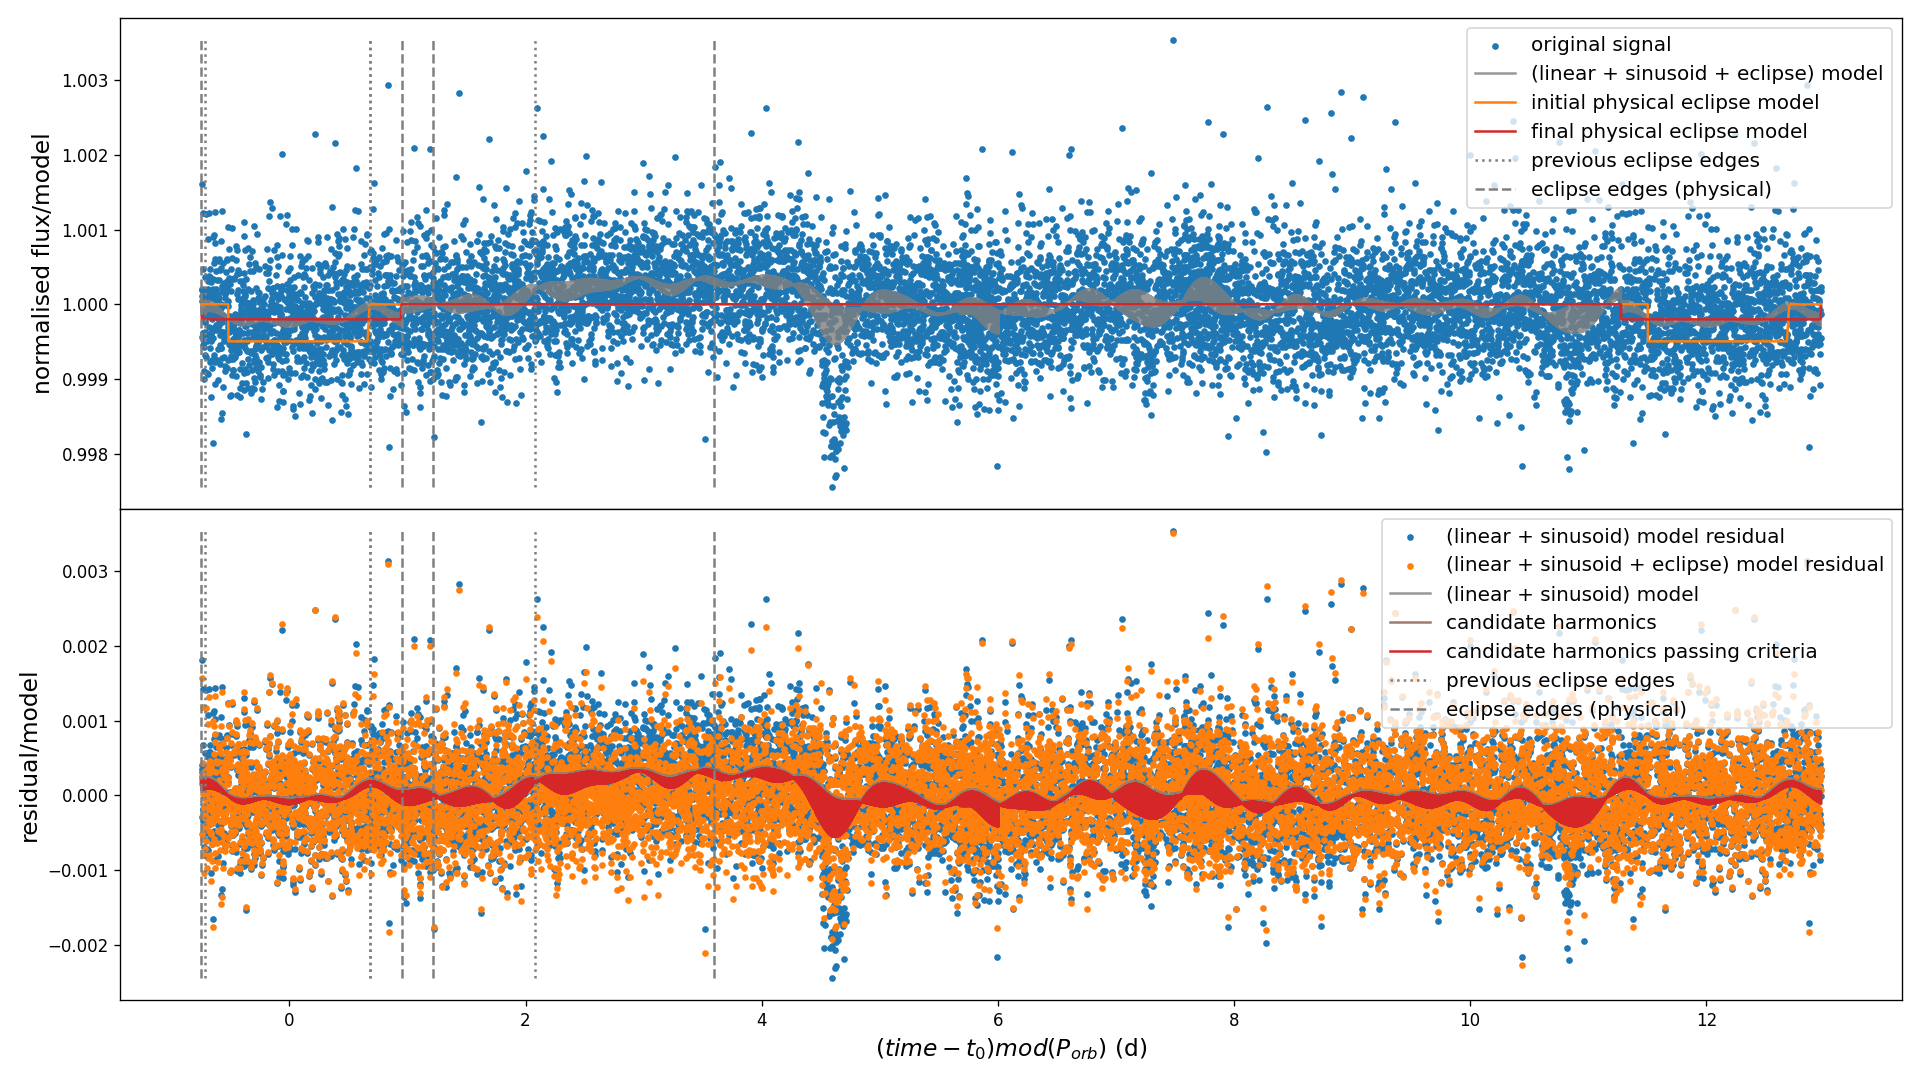 normalised flux/model
1.003
1.002
1.001
1.000
0.999
0.998
original signal
(linear + sinusoid + eclipse) model
initial physical eclipse model
final physical eclipse model
previous eclipse edges
eclipse edges (physical)
residual/model
0.003
0.002
0.001
0.000
−0.001
−0.002
(linear + sinusoid) model residual
(linear + sinusoid + eclipse) model residual
(linear + sinusoid) model
candidate harmonics
candidate harmonics passing criteria
previous eclipse edges
eclipse edges (physical)
0 2 4 6 8 10 12
(time − t₀)mod(Pₒᵣb) (d)